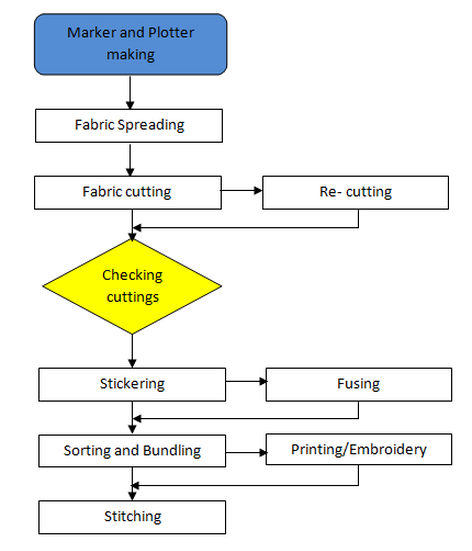 Marker and Plotter
making
Fabric Spreading
Fabric cutting
Re- cutting
Checking
cuttings
Stickering
Fusing
Sorting and Bundling
Printing/Embroidery
Stitching